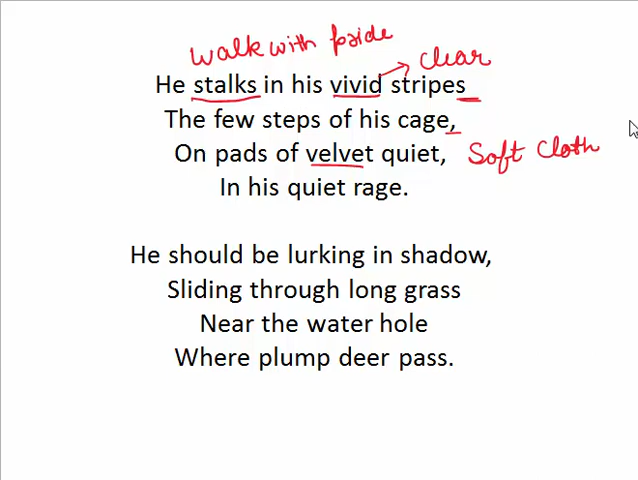 walk with pride
clear
He stalks in his vivid stripes
The few steps of his cage,
On pads of velvet quiet,
Soft Cloth
In his quiet rage.
He should be lurking in shadow,
Sliding through long grass
Near the water hole
Where plump deer pass.